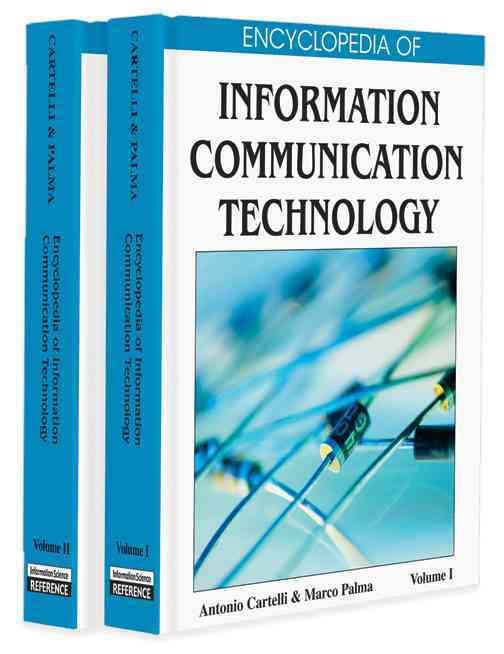 CARTELLI & PALMA
Encyclopedia of Information
Communication Technology
Volume II
Information Science
REFERENCE
CARTELLI & PALMA
Encyclopedia of Information
Communication Technology
Volume I
Information Science
REFERENCE
ENCYCLOPEDIA OF
INFORMATION
COMMUNICATION
TECHNOLOGY
Antonio Cartelli & Marco Palma
Volume I